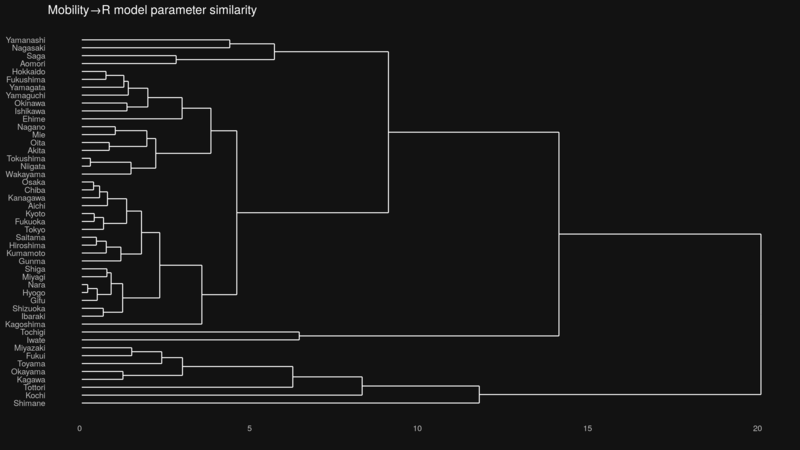 Mobility→R model parameter similarity
Yamanashi
Nagasaki
Saga
Aomori
Hokkaido
Fukushima
Yamagata
Yamaguchi
Okinawa
Ishikawa
Ehime
Nagano
Mie
Oita
Akita
Tokushima
Niigata
Wakayama
Osaka
Chiba
Kanagawa
Aichi
Kyoto
Fukuoka
Tokyo
Saitama
Hiroshima
Kumamoto
Gunma
Shiga
Miyagi
Nara
Hyogo
Gifu
Shizuoka
Ibaraki
Kagoshima
Tochigi
Iwate
Miyazaki
Fukui
Toyama
Okayama
Kagawa
Tottori
Kochi
Shimane
0 5 10 15 20